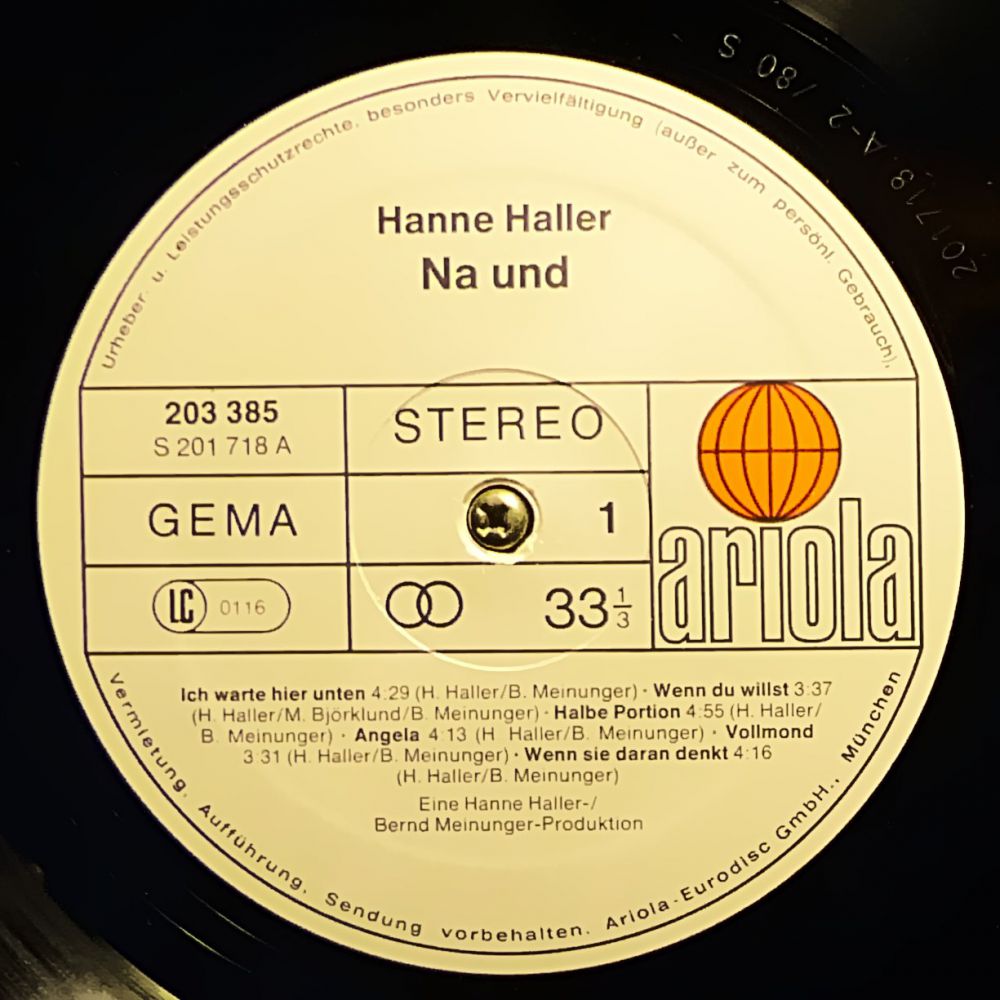 201718 A-2 / 80 S
Urheber- u. Leistungsschutzrechte, besonders Vervielfältigung (außer zum persönl. Gebrauch),
Hanne Haller
Na und
203 385
S 201 718 A
STEREO
GEMA
1
LC 0116
33 1/3
ariola
Ich warte hier unten 4:29 (H. Haller/B. Meinunger) · Wenn du willst 3:37
(H. Haller/M. Björklund/B. Meinunger) · Halbe Portion 4:55 (H. Haller/
B. Meinunger) · Angela 4:13 (H. Haller/B. Meinunger) · Vollmond
3:31 (H. Haller/B. Meinunger) · Wenn sie daran denkt 4:16
(H. Haller/B. Meinunger)
Eine Hanne Haller-/
Bernd Meinunger-Produktion
Vermietung, Aufführung, Sendung vorbehalten. Ariola-Eurodisc GmbH., München